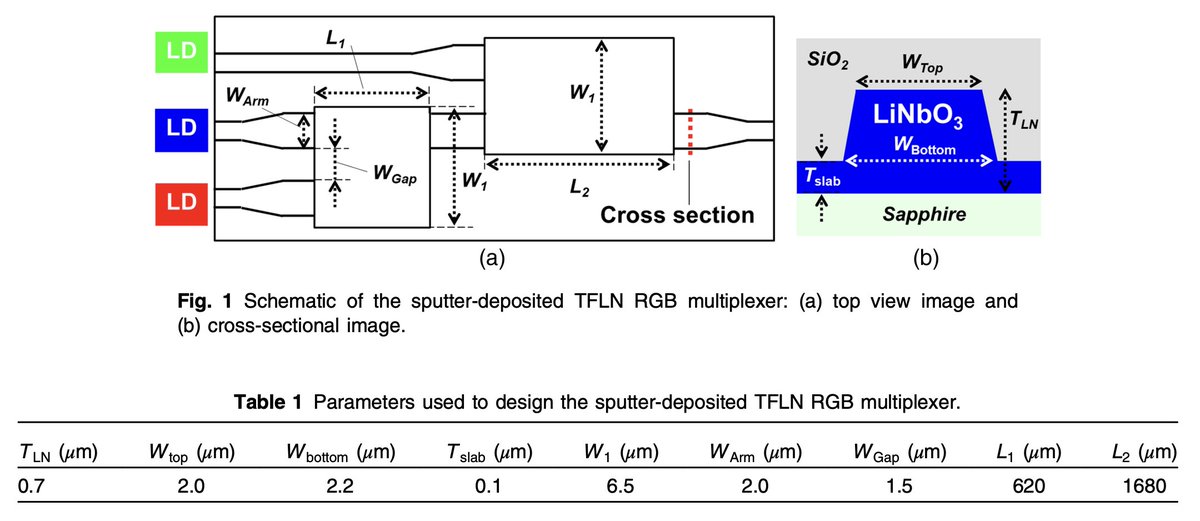 LD
LD
LD
L1
WArm
WGap
W1
W1
L2
Cross section
(a)
SiO2
WTop
LiNbO3
TLN
WBottom
Tslab
Sapphire
(b)
Fig. 1 Schematic of the sputter-deposited TFLN RGB multiplexer: (a) top view image and
(b) cross-sectional image.
Table 1 Parameters used to design the sputter-deposited TFLN RGB multiplexer.
TLN (μm) Wtop (μm) Wbottom (μm) Tslab (μm) W1 (μm) WArm (μm) WGap (μm) L1 (μm) L2 (μm)
0.7 2.0 2.2 0.1 6.5 2.0 1.5 620 1680